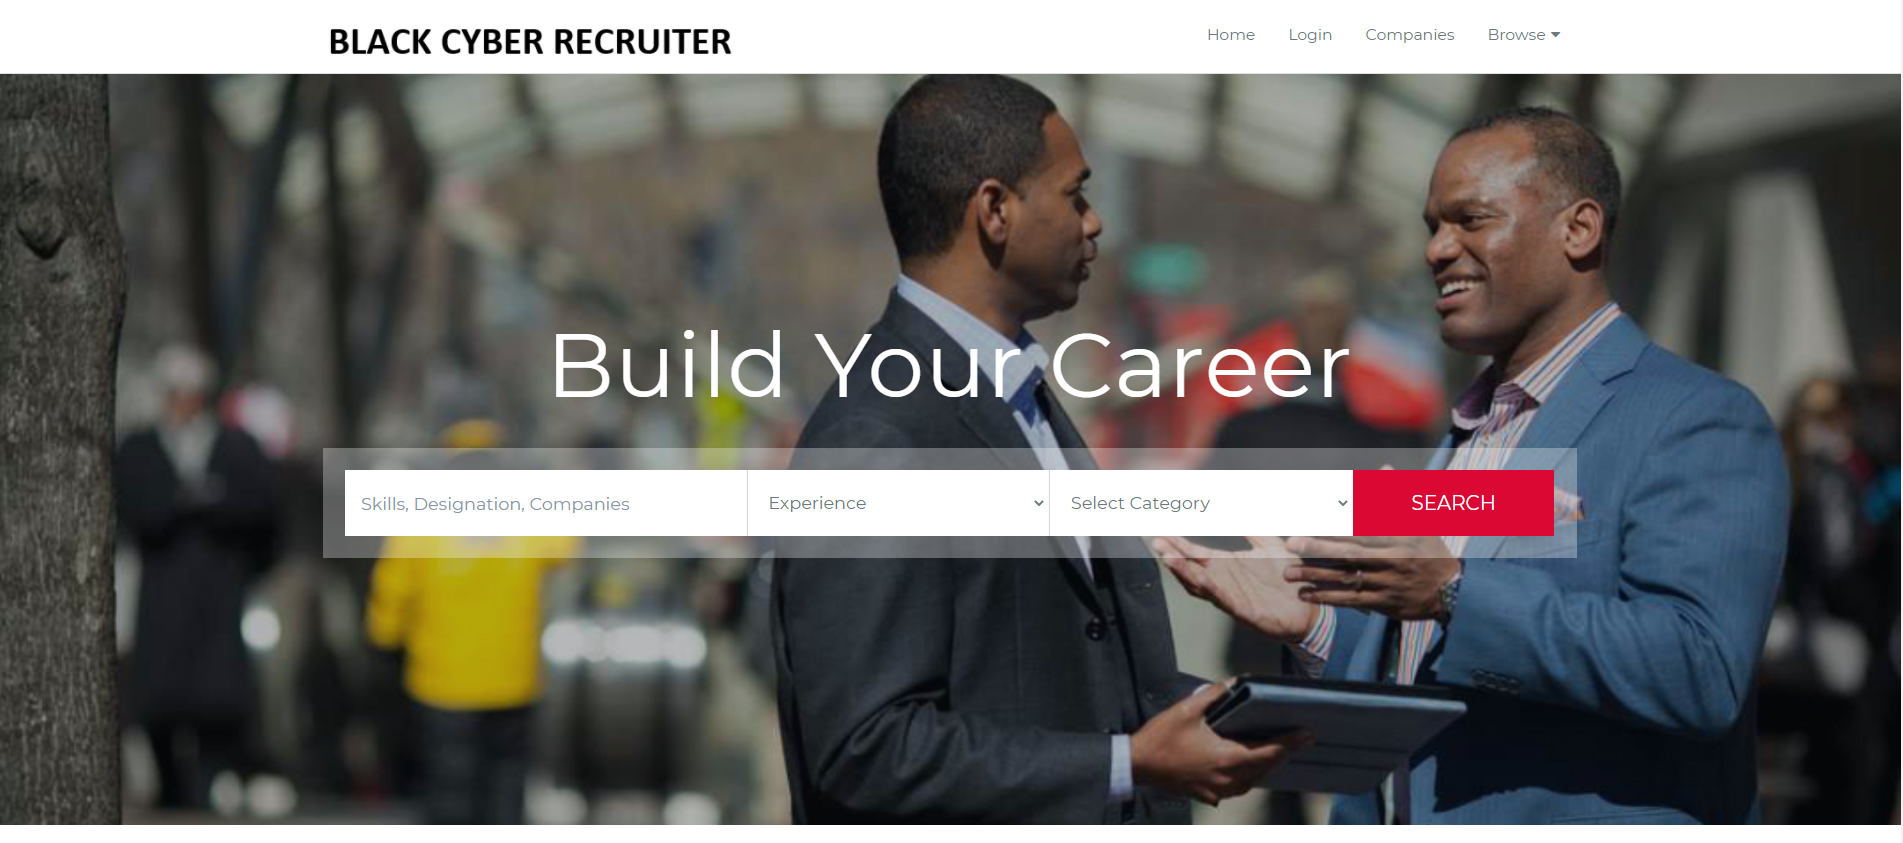 BLACK CYBER RECRUITER
Home Login Companies Browse
Build Your Career
Skills, Designation, Companies Experience Select Category SEARCH